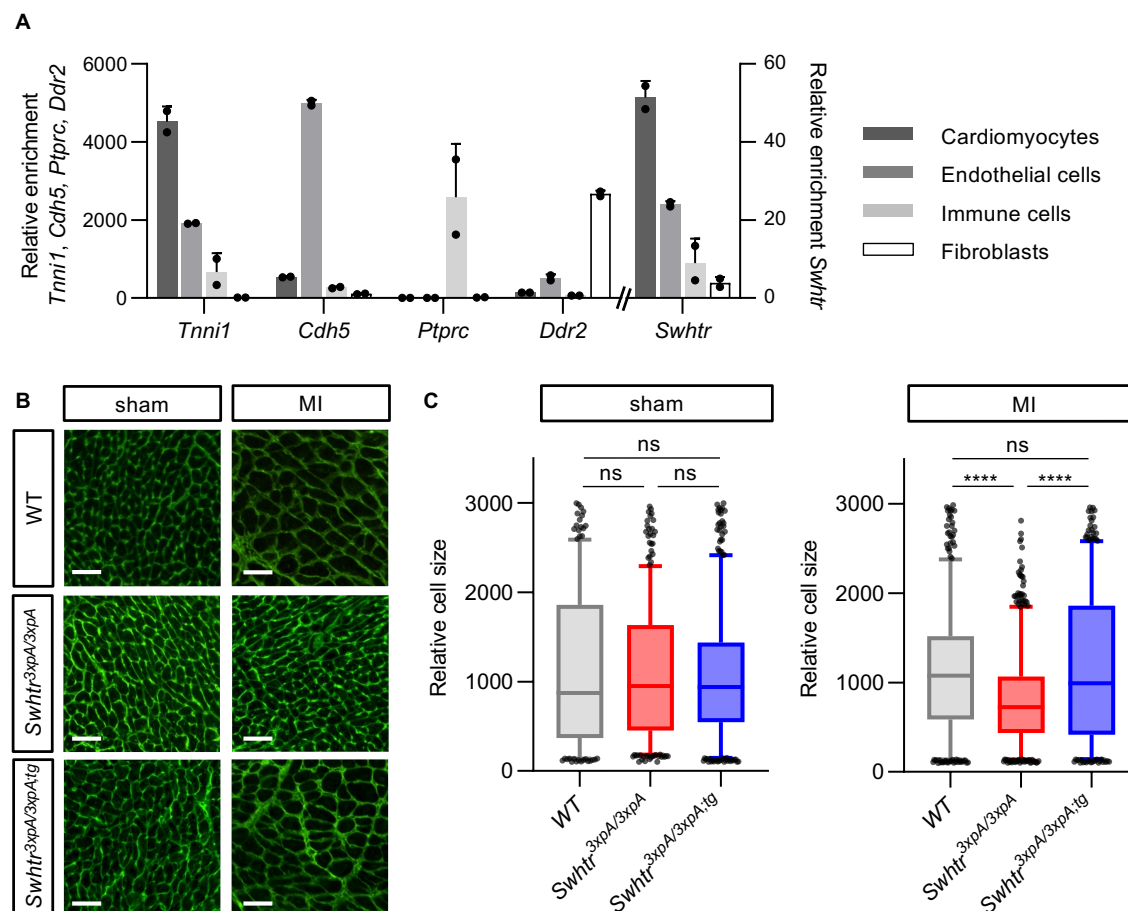 A
Relative enrichment
Tnni1, Cdh5, Ptprc, Ddr2
6000
4000
2000
0
Tnni1
Cdh5
Ptprc
Ddr2
Swhtr
60
40
20
0
Relative enrichment Swhtr
Cardiomyocytes
Endothelial cells
Immune cells
Fibroblasts
B
sham
MI
WT
Swhtr3xpA/3xpA
Swhtr3xpA/3xpA;tg
C
sham
ns
ns
ns
Relative cell size
3000
2000
1000
0
WT
Swhtr3xpA/3xpA
Swhtr3xpA/3xpA;tg
MI
ns
****
****
Relative cell size
3000
2000
1000
0
WT
Swhtr3xpA/3xpA
Swhtr3xpA/3xpA;tg